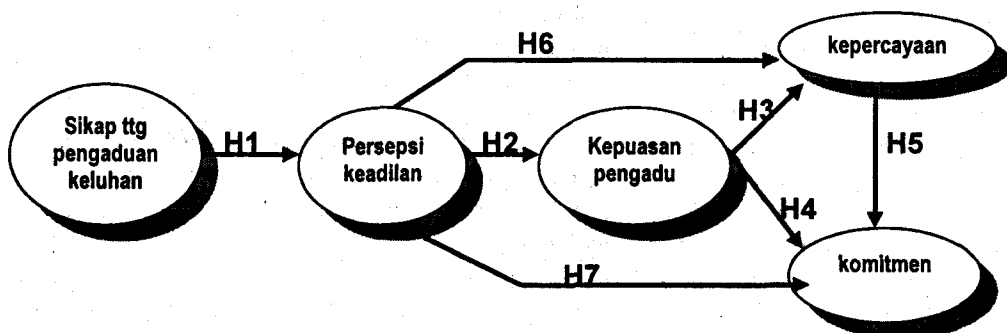 H6
kepercayaan
Sikap ttg
pengaduan
keluhan
H1
Persepsi
keadilan
H2
Kepuasan
pengadu
H3
H5
H4
komitmen
H7